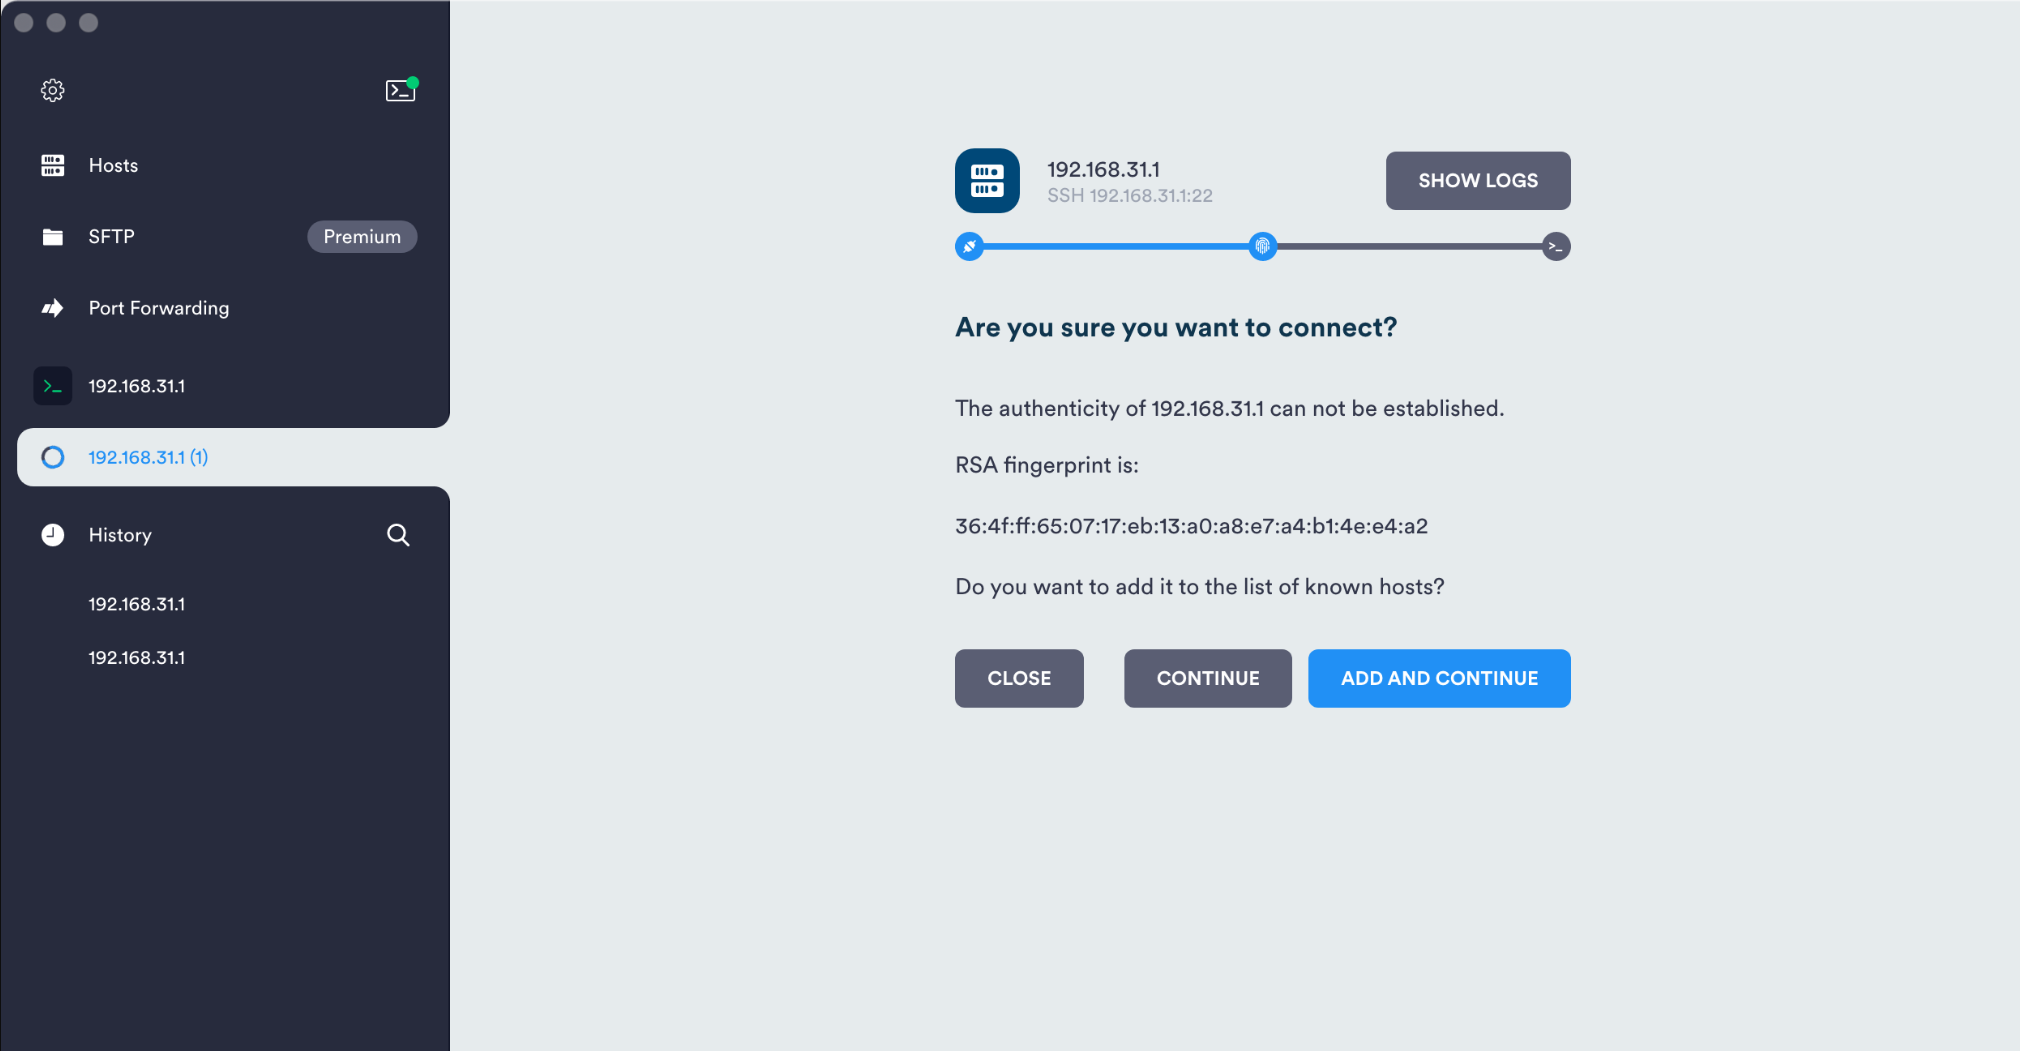 Hosts
SFTP
Premium
Port Forwarding
192.168.31.1
192.168.31.1 (1)
History
192.168.31.1
192.168.31.1
192.168.31.1
SSH 192.168.31.1:22
SHOW LOGS
Are you sure you want to connect?
The authenticity of 192.168.31.1 can not be established.
RSA fingerprint is:
36:4f:ff:65:07:17:eb:13:a0:a8:e7:a4:b1:4e:e4:a2
Do you want to add it to the list of known hosts?
CLOSE
CONTINUE
ADD AND CONTINUE